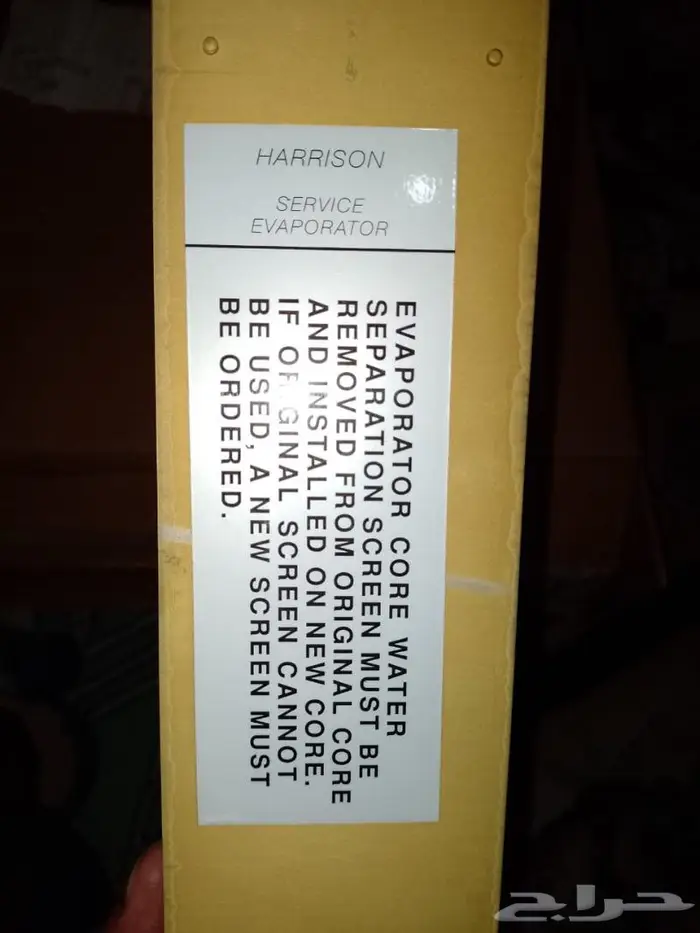 HARRISON
SERVICE
EVAPORATOR
EVAPORATOR CORE WATER
SEPARATION SCREEN MUST BE
REMOVED FROM ORIGINAL CORE
AND INSTALLED ON NEW CORE.
IF ORIGINAL SCREEN CANNOT
BE USED, A NEW SCREEN MUST
BE ORDERED.
حراج